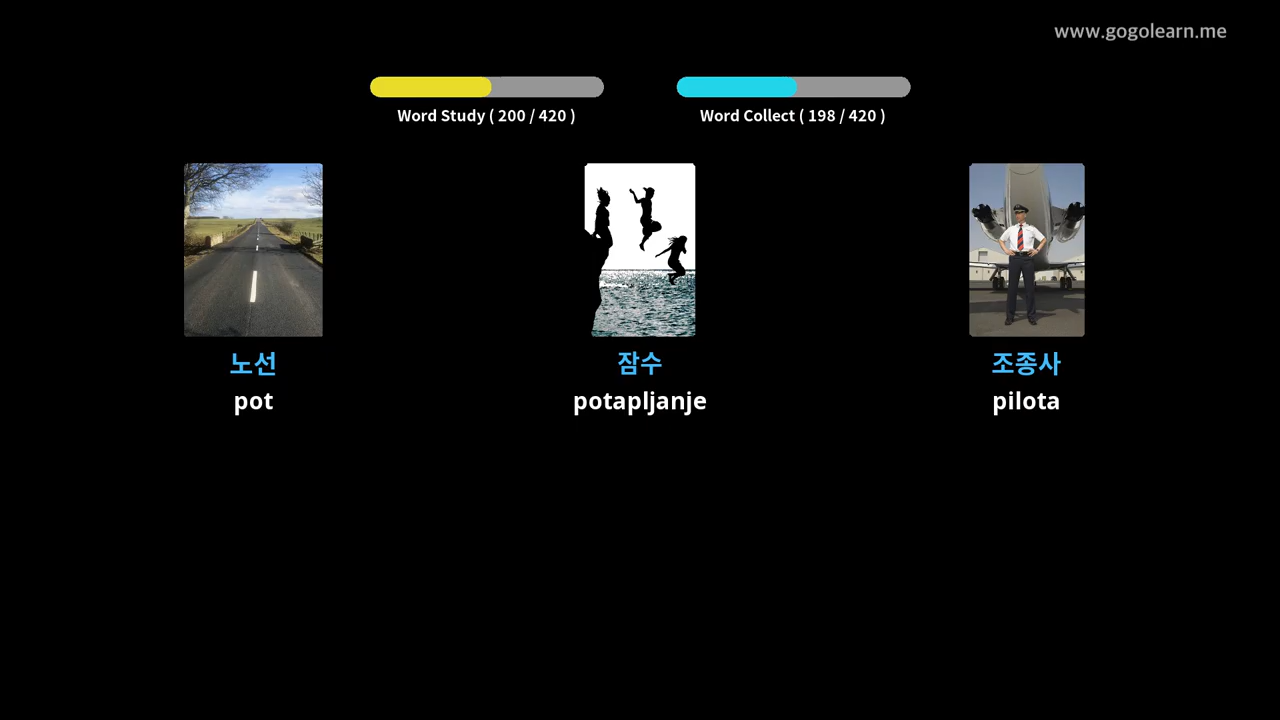 www.gogolearn.me
Word Study ( 200 / 420 )
Word Collect ( 198 / 420 )
노선
잠수
조종사
pot
potapljanje
pilota